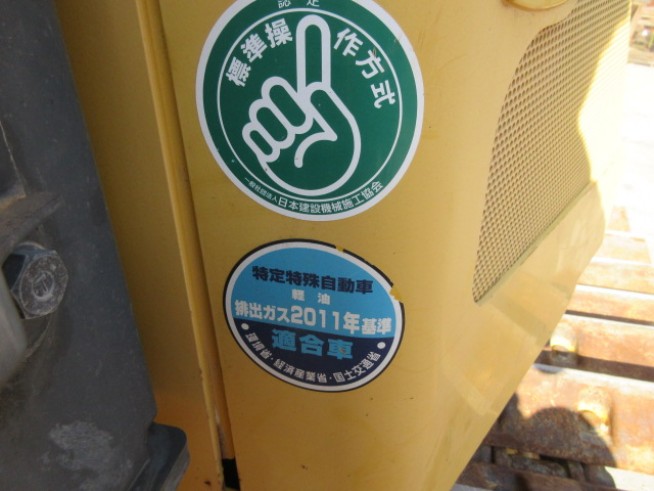 認定
標準操作方式
一般社団法人日本建設機械施工協会
特定特殊自動車
軽油
排出ガス2011年基準
適合車
環境省・経済産業省・国土交通省